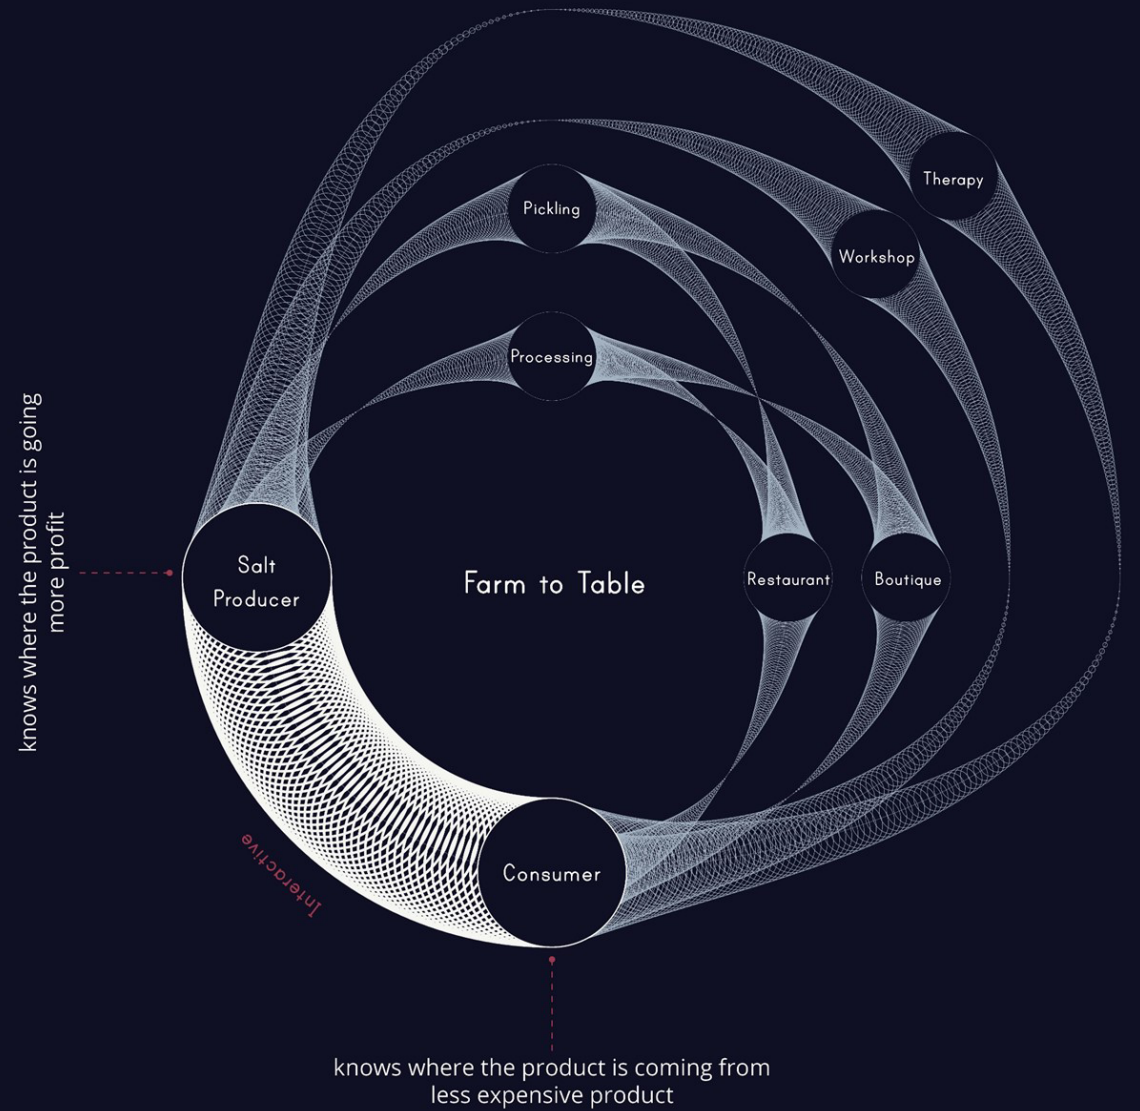 Therapy
Pickling
Workshop
Processing
knows where the product is going
more profit
Salt
Producer
Farm to Table
Restaurant
Boutique
Interactive
Consumer
knows where the product is coming from
less expensive product